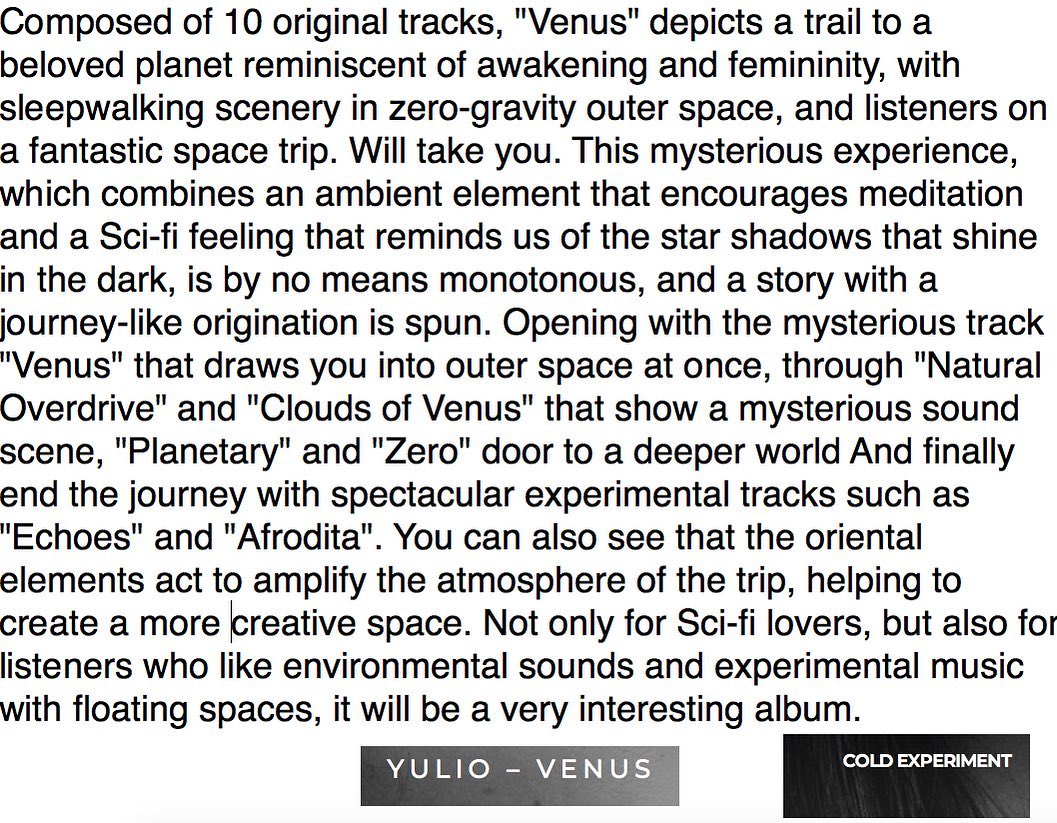 Composed of 10 original tracks, "Venus" depicts a trail to a
beloved planet reminiscent of awakening and femininity, with
sleepwalking scenery in zero-gravity outer space, and listeners on
a fantastic space trip. Will take you. This mysterious experience,
which combines an ambient element that encourages meditation
and a Sci-fi feeling that reminds us of the star shadows that shine
in the dark, is by no means monotonous, and a story with a
journey-like origination is spun. Opening with the mysterious track
"Venus" that draws you into outer space at once, through "Natural
Overdrive" and "Clouds of Venus" that show a mysterious sound
scene, "Planetary" and "Zero" door to a deeper world And finally
end the journey with spectacular experimental tracks such as
"Echoes" and "Afrodita". You can also see that the oriental
elements act to amplify the atmosphere of the trip, helping to
create a more creative space. Not only for Sci-fi lovers, but also for
listeners who like environmental sounds and experimental music
with floating spaces, it will be a very interesting album.
YULIO – VENUS
COLD EXPERIMENT